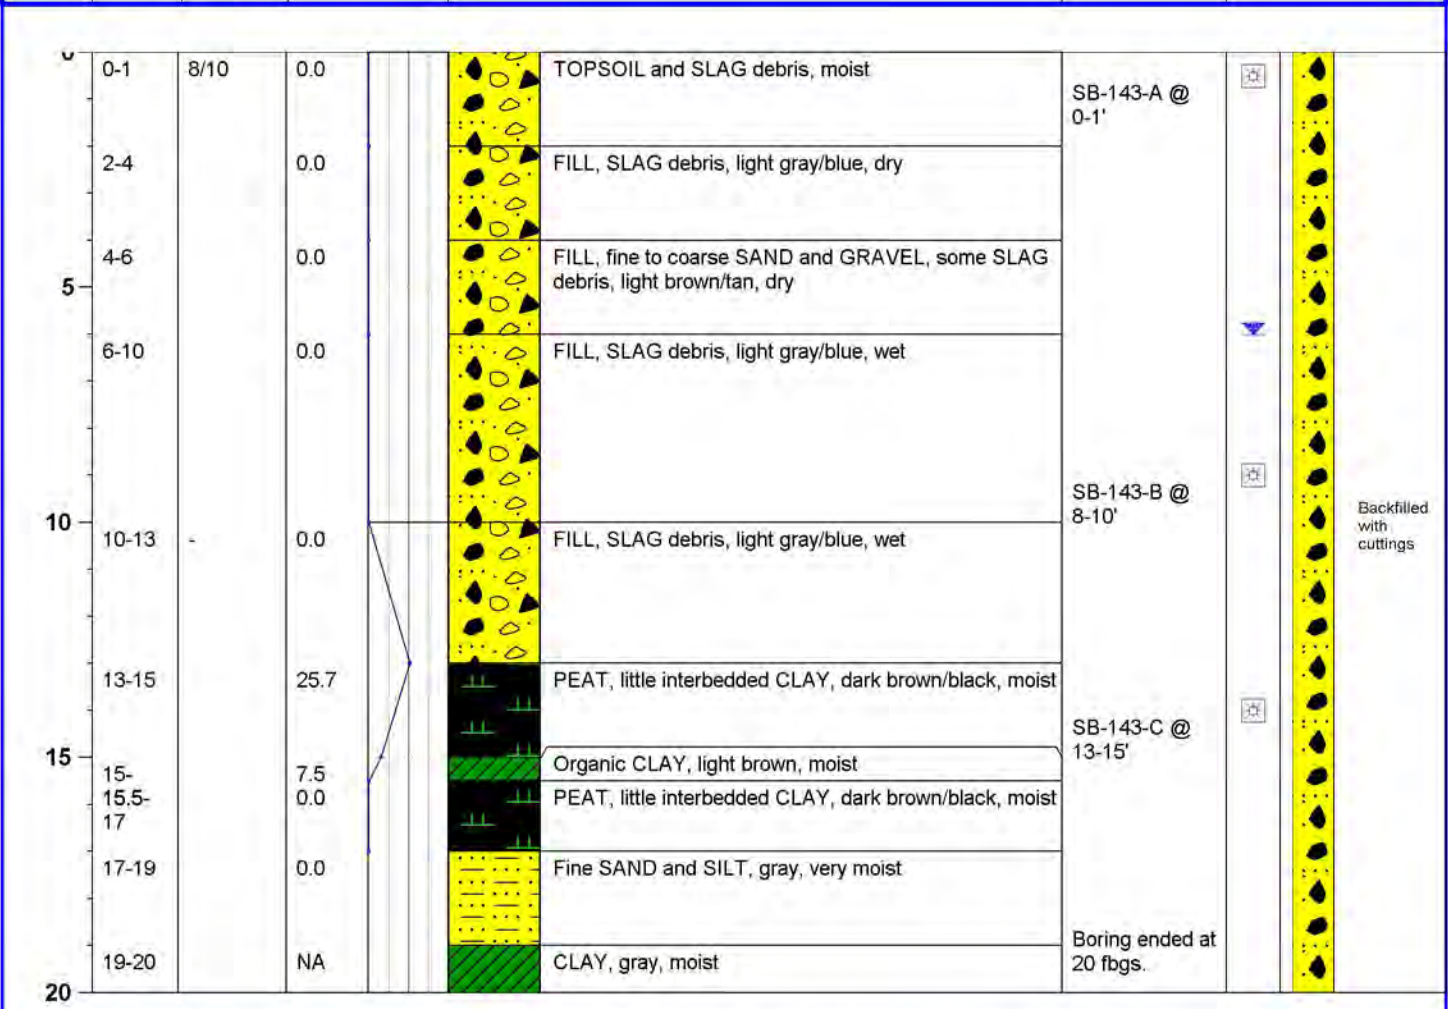 0
0-1 8/10 0.0 TOPSOIL and SLAG debris, moist
SB-143-A @
0-1'
2-4 0.0 FILL, SLAG debris, light gray/blue, dry
4-6 0.0 FILL, fine to coarse SAND and GRAVEL, some SLAG
debris, light brown/tan, dry
5
6-10 0.0 FILL, SLAG debris, light gray/blue, wet
SB-143-B @
8-10'
10
Backfilled
with
cuttings
10-13 - 0.0 FILL, SLAG debris, light gray/blue, wet
13-15 25.7 PEAT, little interbedded CLAY, dark brown/black, moist
SB-143-C @
13-15'
15
15- 7.5 Organic CLAY, light brown, moist
15.5- 0.0 PEAT, little interbedded CLAY, dark brown/black, moist
17
17-19 0.0 Fine SAND and SILT, gray, very moist
Boring ended at
20 fbgs.
19-20 NA CLAY, gray, moist
20